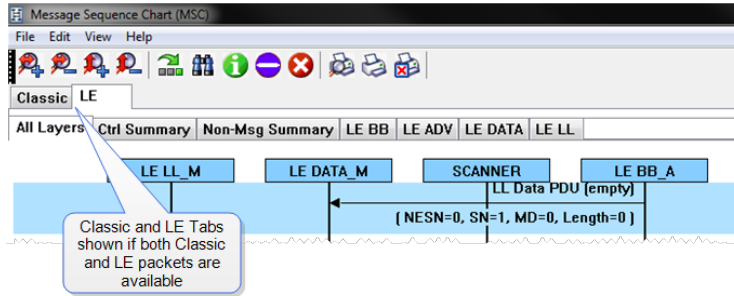 Message Sequence Chart (MSC)
File Edit View Help
Classic LE
All Layers Ctrl Summary Non-Msg Summary LE BB LE ADV LE DATA LE LL
LE LL_M LE DATA_M SCANNER LE BB_A
LL Data PDU (empty)
( NESN=0, SN=1, MD=0, Length=0 )
Classic and LE Tabs
shown if both Classic
and LE packets are
available